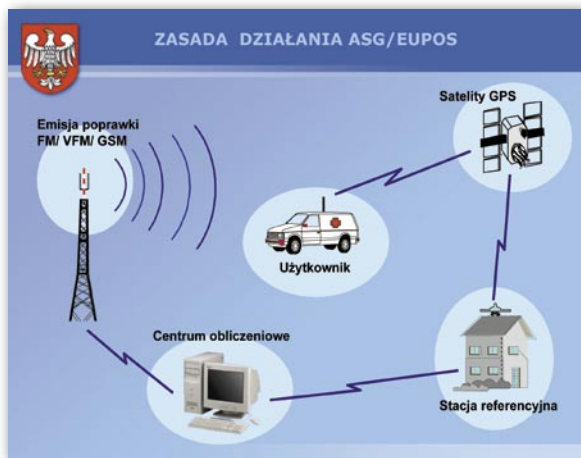 ZASADA DZIAŁANIA ASG/EUPOS
Satelity GPS
Emisja poprawki
FM/ VFM/ GSM
Użytkownik
Centrum obliczeniowe
Stacja referencyjna